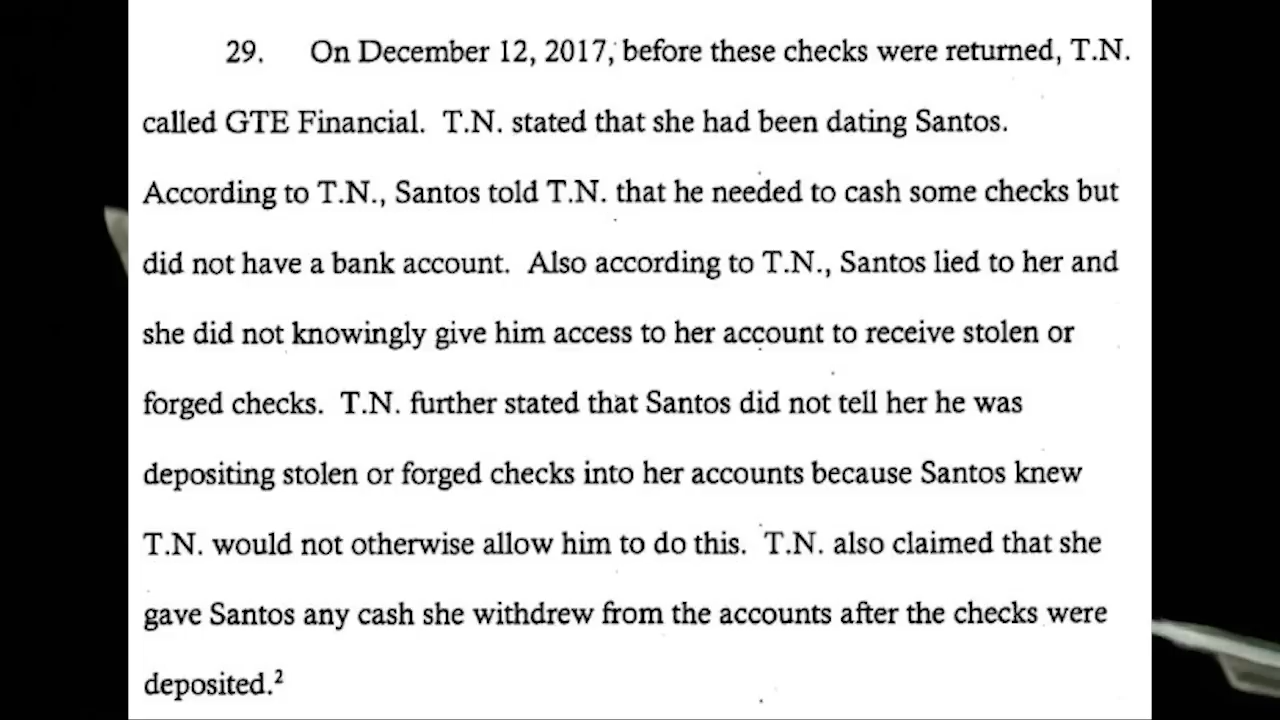 29. On December 12, 2017, before these checks were returned, T.N.
called GTE Financial. T.N. stated that she had been dating Santos.
According to T.N., Santos told T.N. that he needed to cash some checks but
did not have a bank account. Also according to T.N., Santos lied to her and
she did not knowingly give him access to her account to receive stolen or
forged checks. T.N. further stated that Santos did not tell her he was
depositing stolen or forged checks into her accounts because Santos knew
T.N. would not otherwise allow him to do this. T.N. also claimed that she
gave Santos any cash she withdrew from the accounts after the checks were
deposited.²